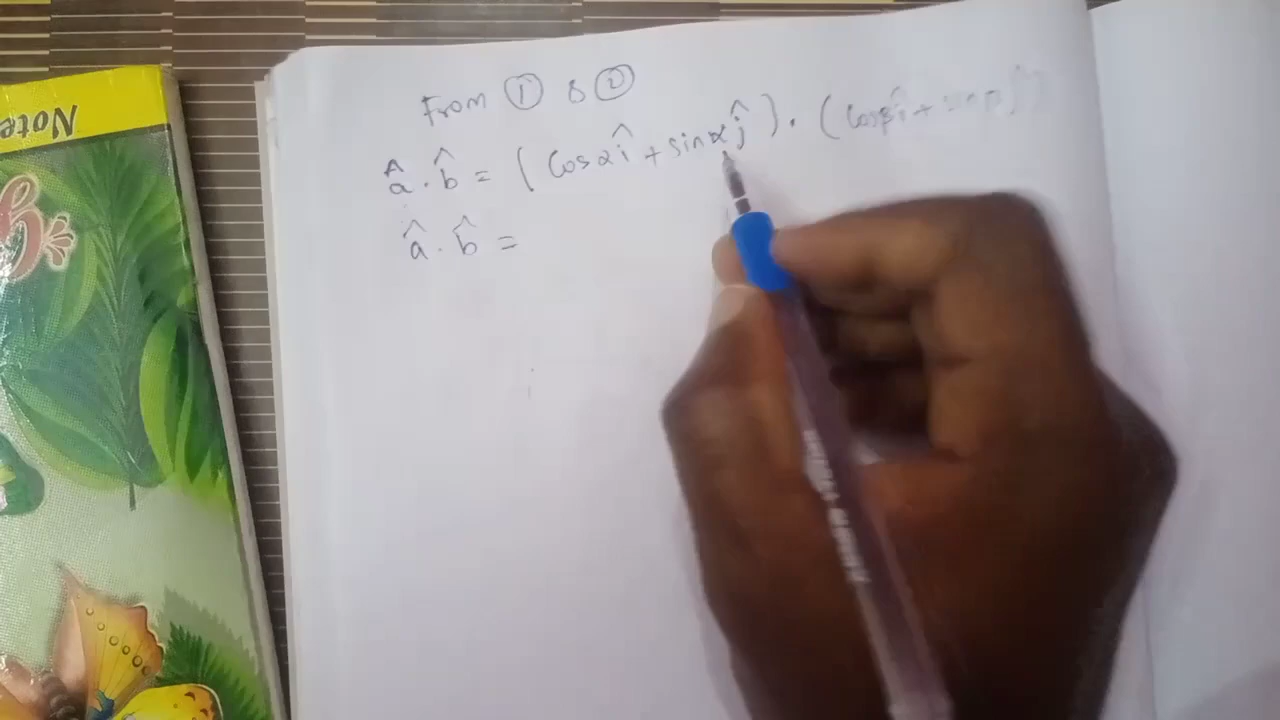 Note
From ① & ②
â · b̂ = ( cosα î + sinα ĵ ) · ( cosβ î + sinβ
â · b̂ =